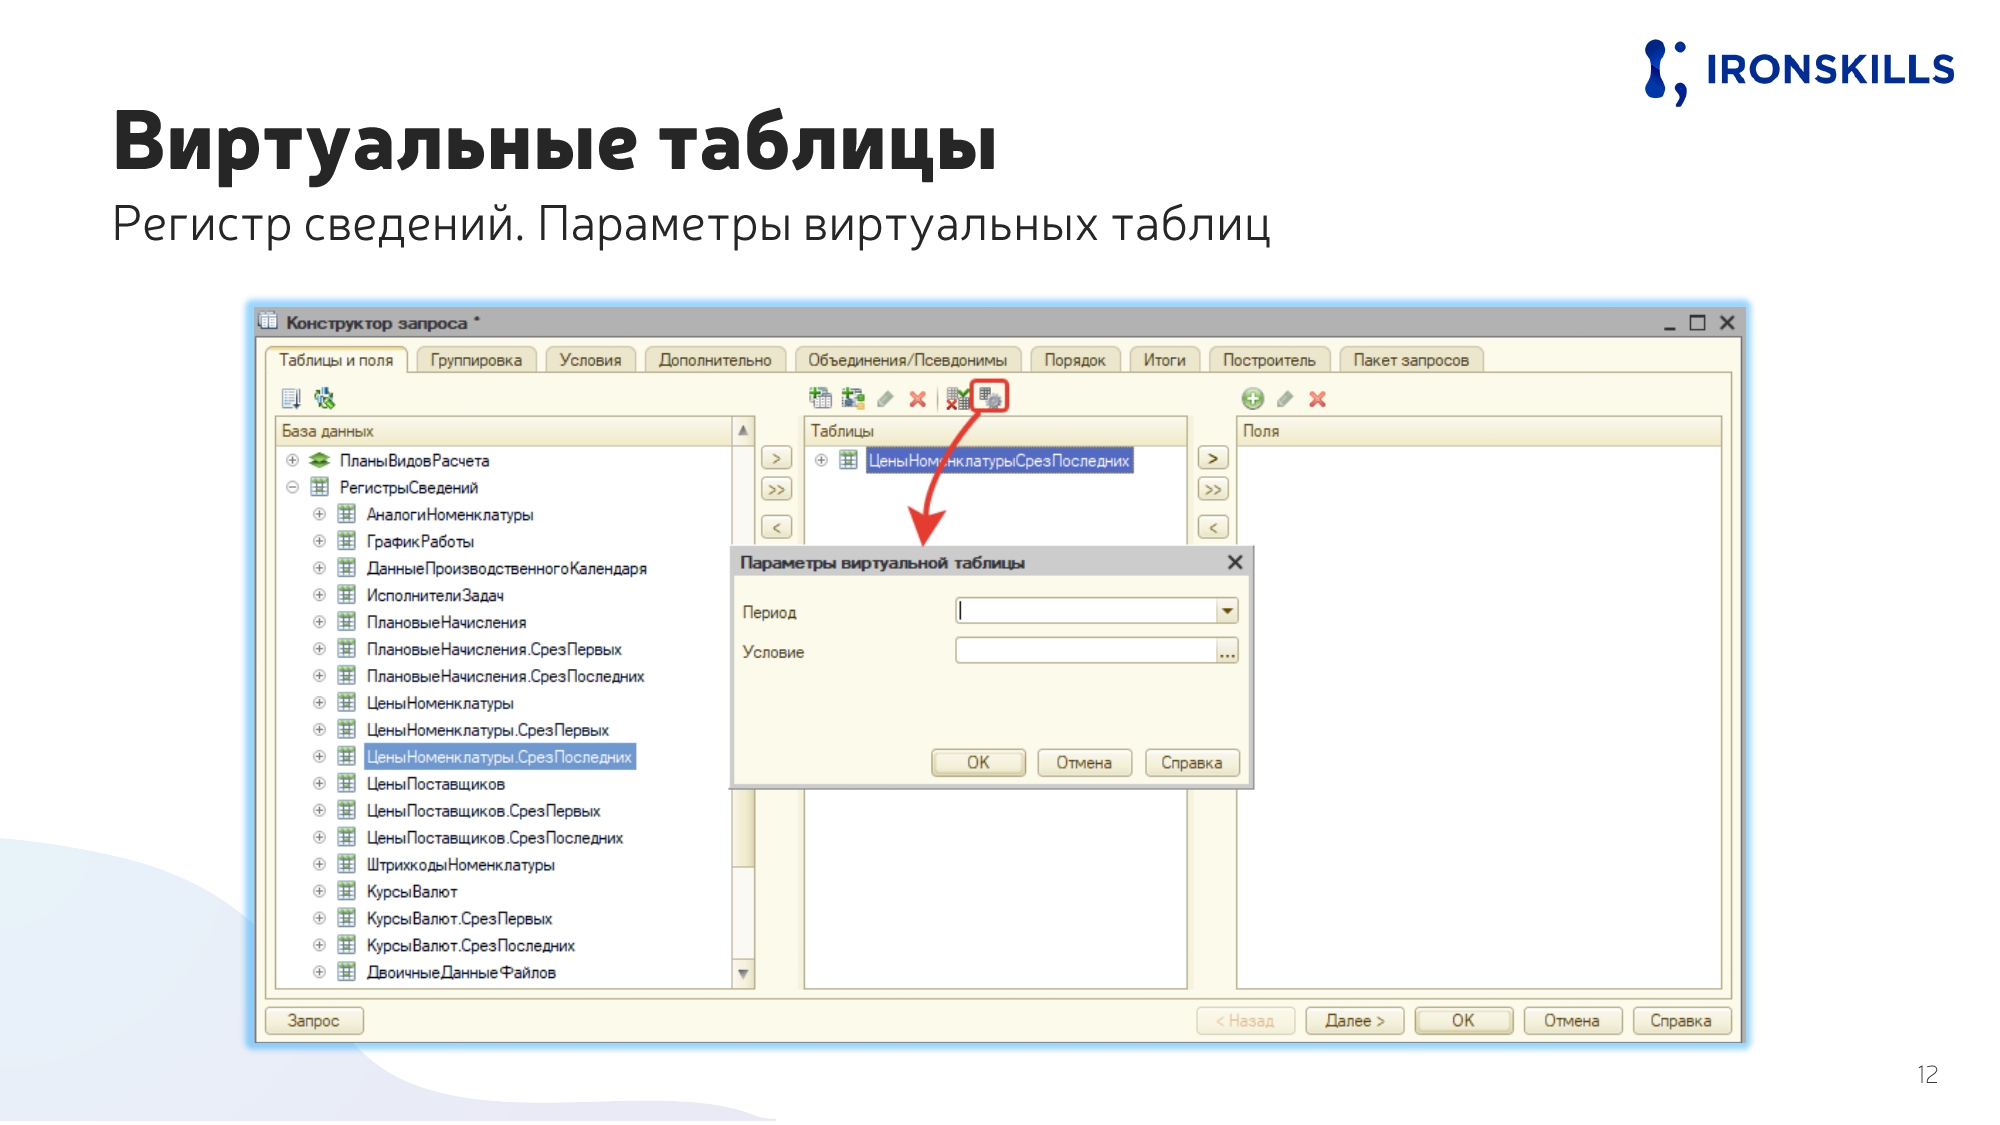 IRONSKILLS
Виртуальные таблицы
Регистр сведений. Параметры виртуальных таблиц
Конструктор запроса *
Таблицы и поля
Группировка
Условия
Дополнительно
Объединения/Псевдонимы
Порядок
Итоги
Построитель
Пакет запросов
База данных
ПланыВидовРасчета
РегистрыСведений
АналогиНоменклатуры
ГрафикРаботы
ДанныеПроизводственногоКалендаря
ИсполнителиЗадач
ПлановыеНачисления
ПлановыеНачисления.СрезПервых
ПлановыеНачисления.СрезПоследних
ЦеныНоменклатуры
ЦеныНоменклатуры.СрезПервых
ЦеныНоменклатуры.СрезПоследних
ЦеныПоставщиков
ЦеныПоставщиков.СрезПервых
ЦеныПоставщиков.СрезПоследних
ШтрихкодыНоменклатуры
КурсыВалют
КурсыВалют.СрезПервых
КурсыВалют.СрезПоследних
ДвоичныеДанныеФайлов
>
>>
<
Таблицы
ЦеныНоменклатурыСрезПоследних
>
>>
<
Поля
Параметры виртуальной таблицы
Период
Условие
...
OK
Отмена
Справка
Запрос
< Назад
Далее >
OK
Отмена
Справка
12